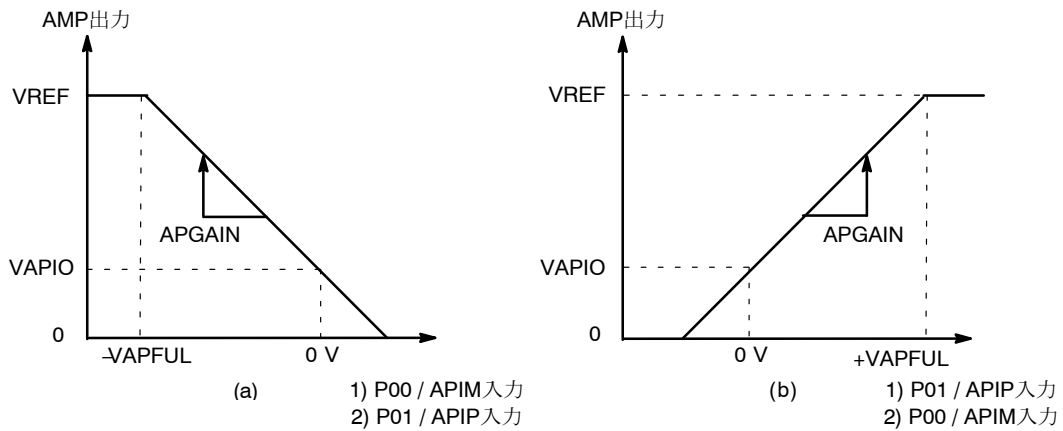 AMP出力
VREF
APGAIN
VAPIO
0
–VAPFUL
0 V
(a)
1) P00 / APIM入力
2) P01 / APIP入力
AMP出力
VREF
APGAIN
VAPIO
0
0 V
+VAPFUL
(b)
1) P01 / APIP入力
2) P00 / APIM入力